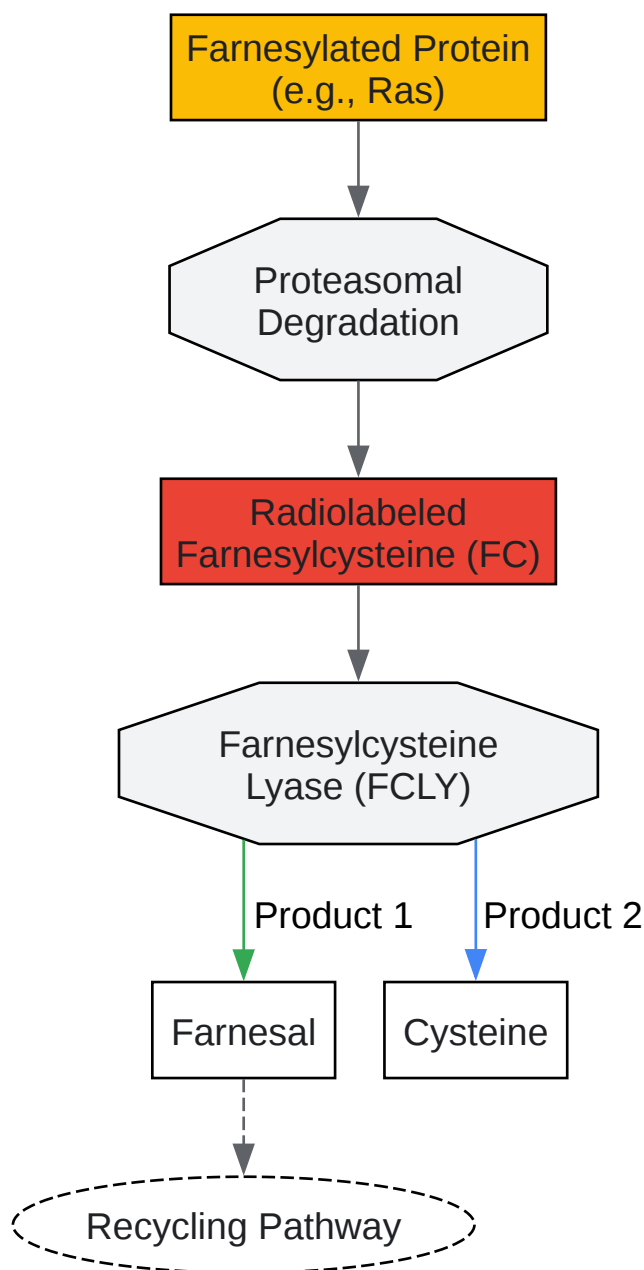 Farnesylated Protein
(e.g., Ras)
Proteasomal
Degradation
Radiolabeled
Farnesylcysteine (FC)
Farnesylcysteine
Lyase (FCLY)
Product 1
Product 2
Farnesal
Cysteine
Recycling Pathway